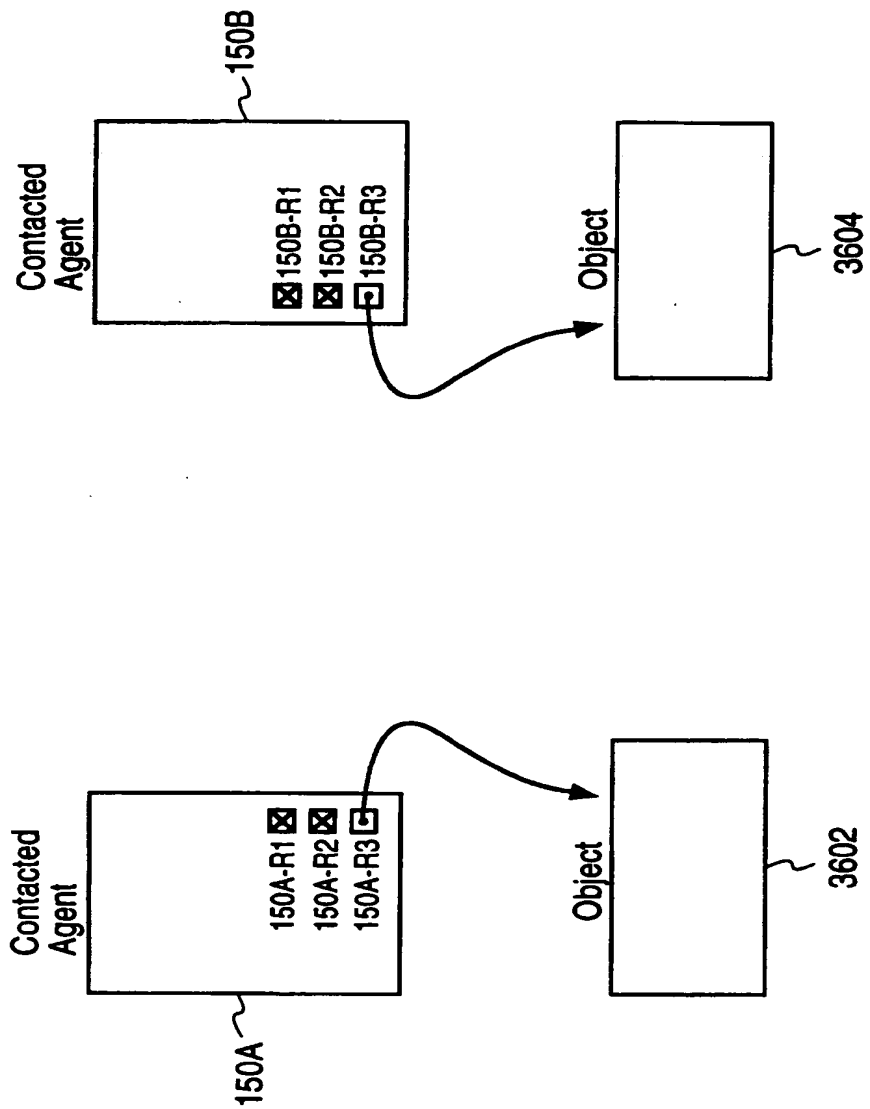 Contacted
Agent
150A
150A-R1
150A-R2
150A-R3
Object
3602
Contacted
Agent
150B
150B-R1
150B-R2
150B-R3
Object
3604